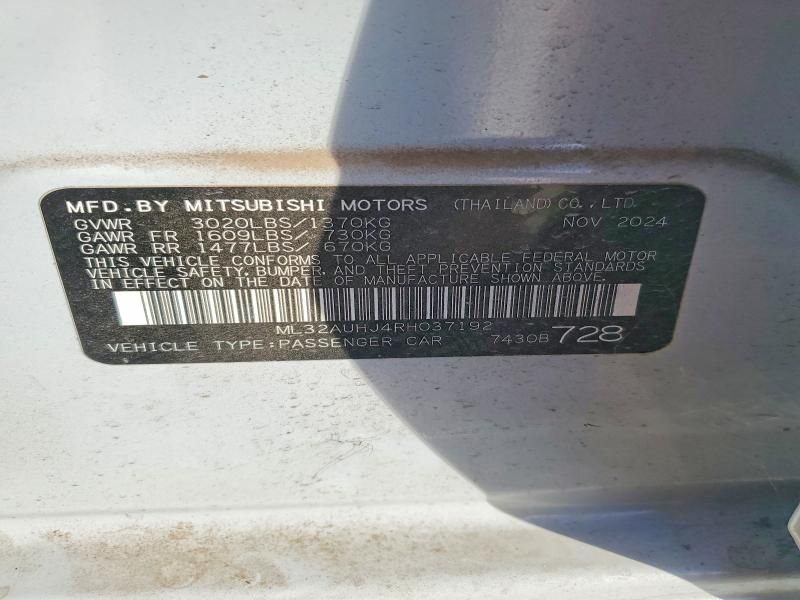 MFD. BY MITSUBISHI MOTORS (THAILAND) CO., LTD.
GVWR 3020LBS/1370KG NOV 2024
GAWR FR 1609LBS/ 730KG
GAWR RR 1477LBS/ 670KG
THIS VEHICLE CONFORMS TO ALL APPLICABLE FEDERAL MOTOR
VEHICLE SAFETY, BUMPER, AND THEFT PREVENTION STANDARDS
IN EFFECT ON THE DATE OF MANUFACTURE SHOWN ABOVE.
ML32AUHJ4RH037192
VEHICLE TYPE:PASSENGER CAR 7430B 728